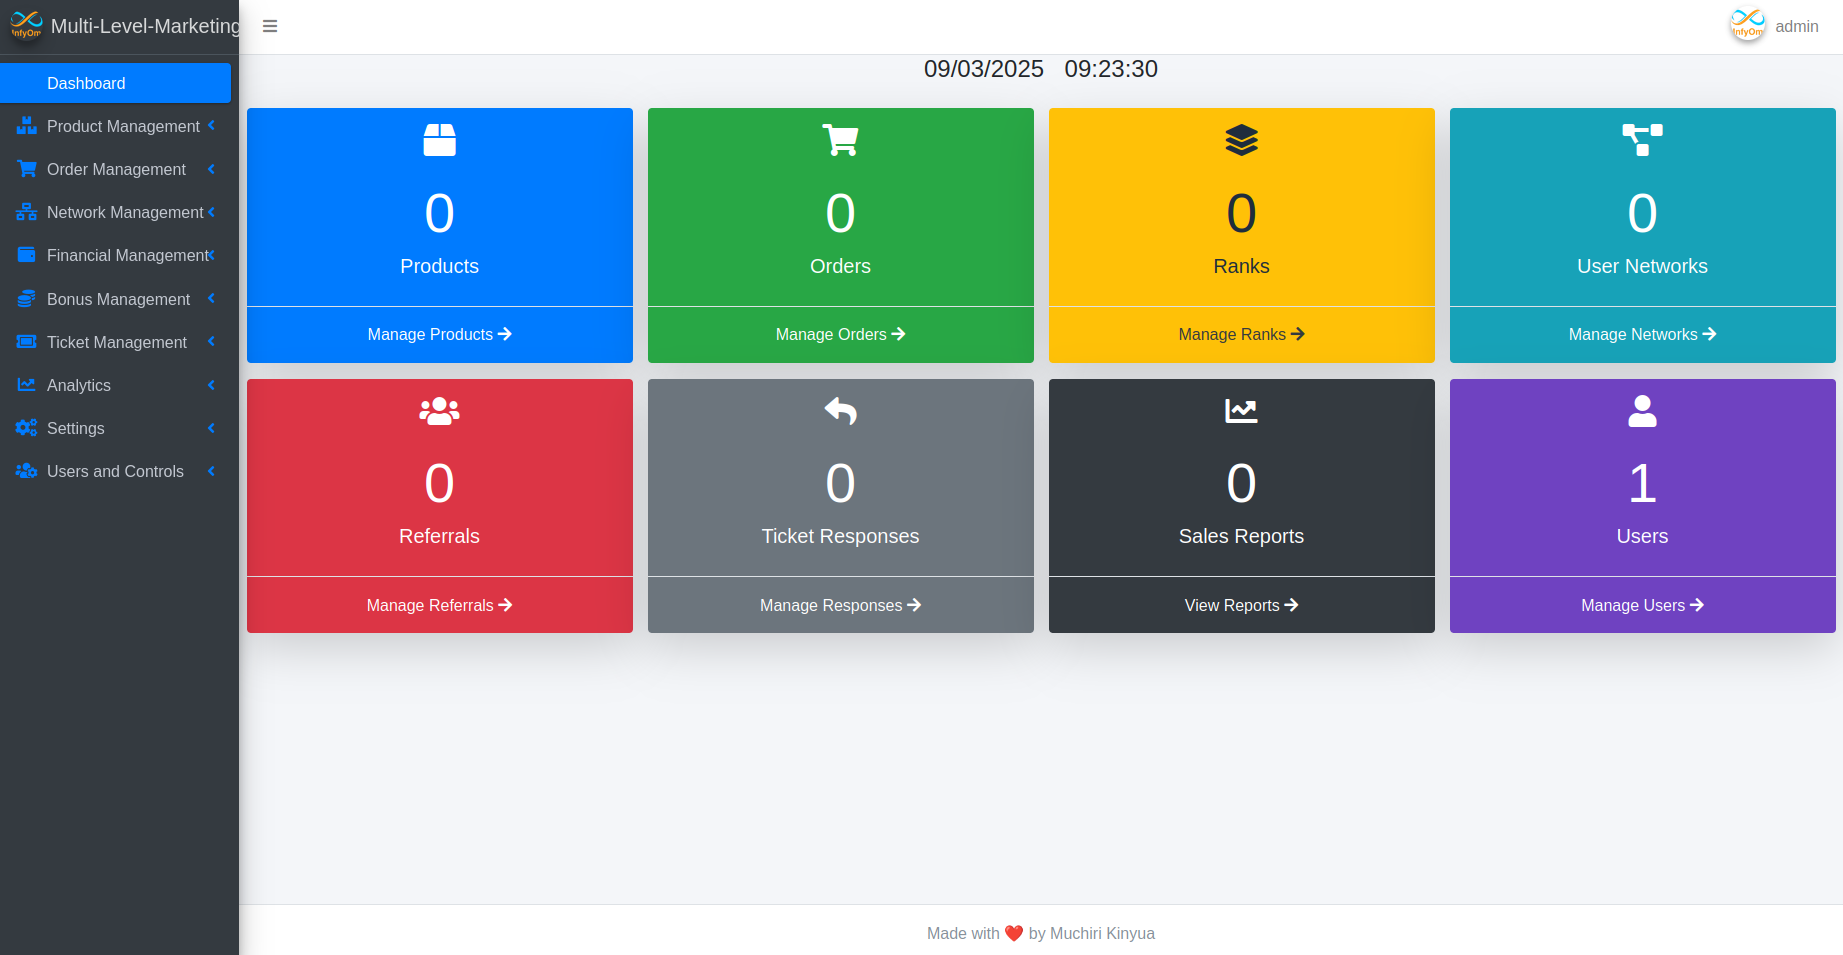 InfyOm
Multi-Level-Marketing
InfyOm
admin
Dashboard
Product Management
Order Management
Network Management
Financial Management
Bonus Management
Ticket Management
Analytics
Settings
Users and Controls
09/03/2025 09:23:30
0
Products
Manage Products
0
Orders
Manage Orders
0
Ranks
Manage Ranks
0
User Networks
Manage Networks
0
Referrals
Manage Referrals
0
Ticket Responses
Manage Responses
0
Sales Reports
View Reports
1
Users
Manage Users
Made with ❤️ by Muchiri Kinyua